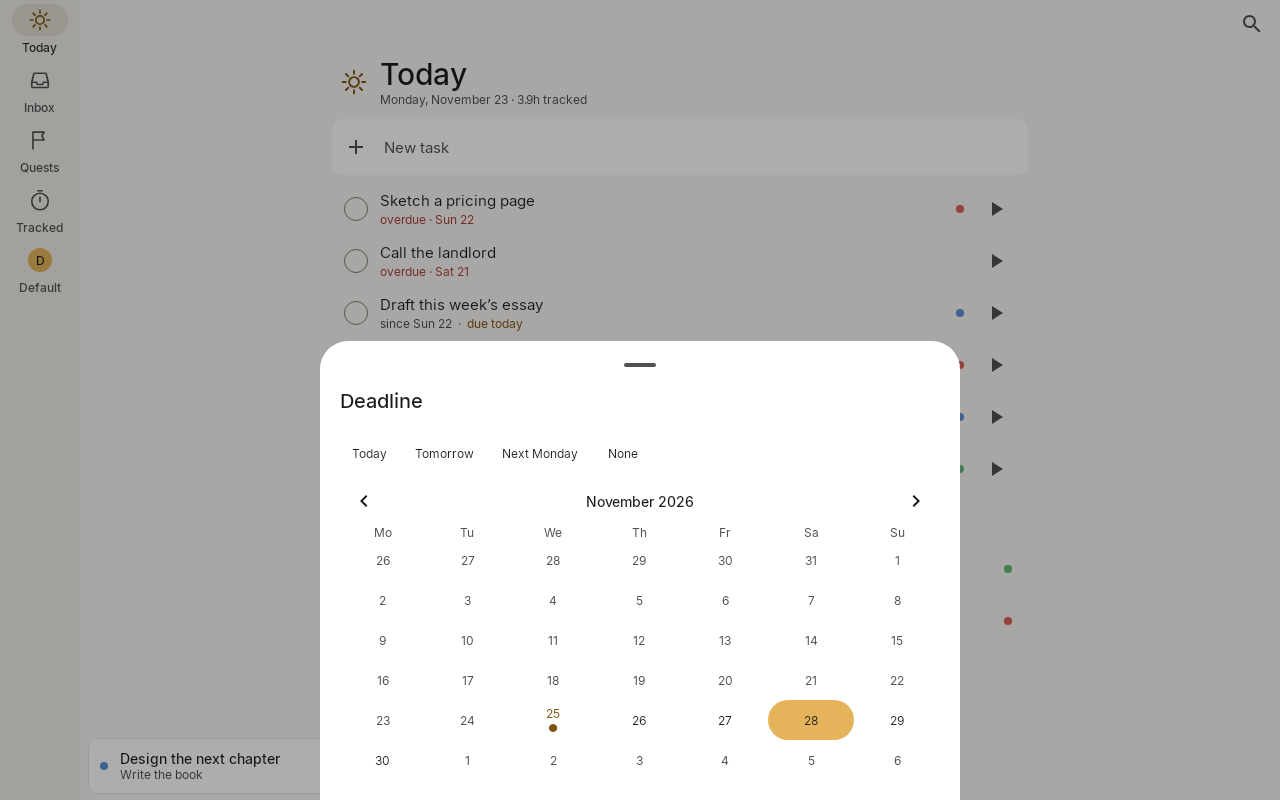 Today
Inbox
Quests
Tracked
D
Default
Today
Monday, November 23 · 3.9h tracked
New task
Sketch a pricing page
overdue · Sun 22
Call the landlord
overdue · Sat 21
Draft this week’s essay
since Sun 22 · due today
Deadline
Today Tomorrow Next Monday None
November 2026
Mo Tu We Th Fr Sa Su
26 27 28 29 30 31 1
2 3 4 5 6 7 8
9 10 11 12 13 14 15
16 17 18 19 20 21 22
23 24 25 26 27 28 29
30 1 2 3 4 5 6
Design the next chapter
Write the book